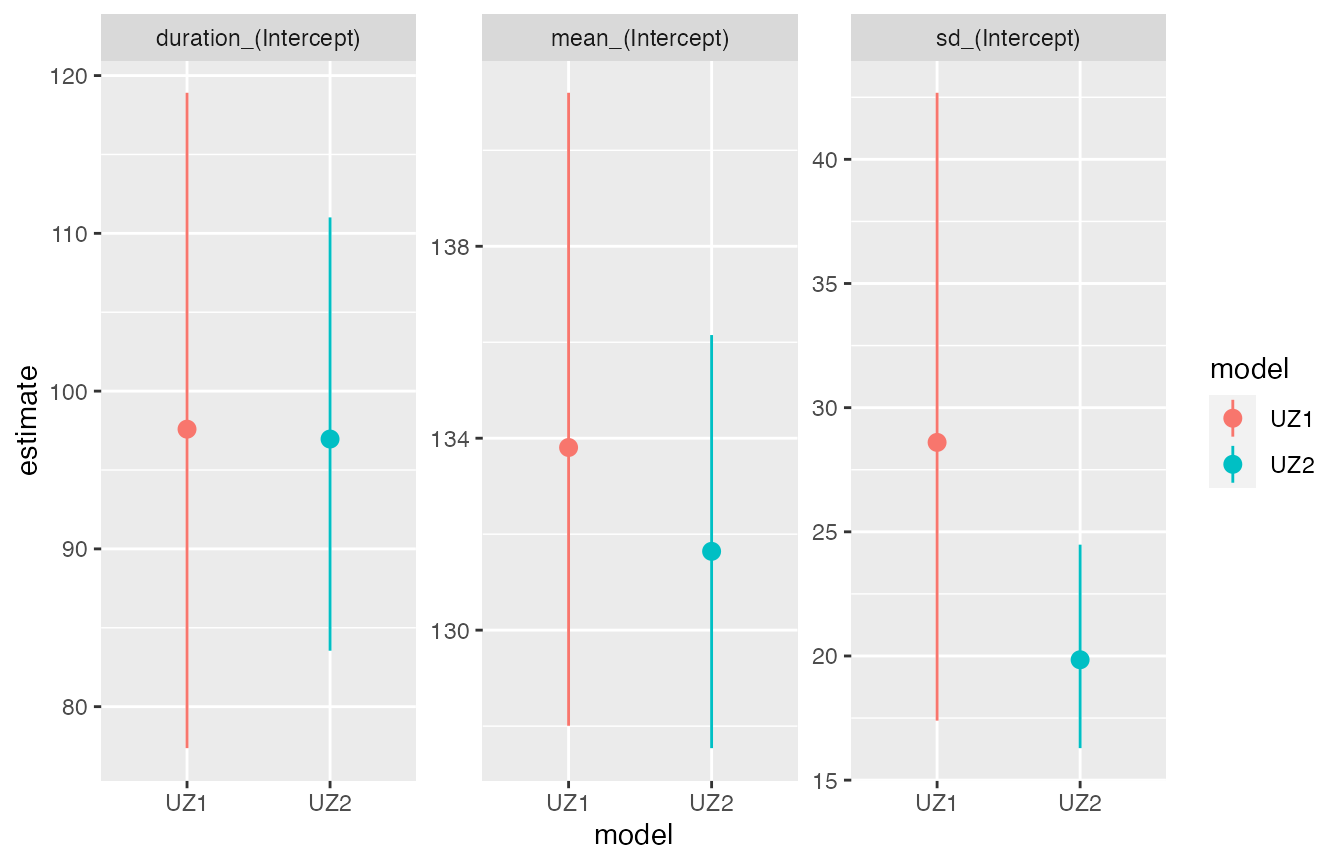 duration_(Intercept)
mean_(Intercept)
sd_(Intercept)
estimate
120
110
100
90
80
138
134
130
40
35
30
25
20
15
UZ1
UZ2
UZ1
UZ2
UZ1
UZ2
model
model
UZ1
UZ2